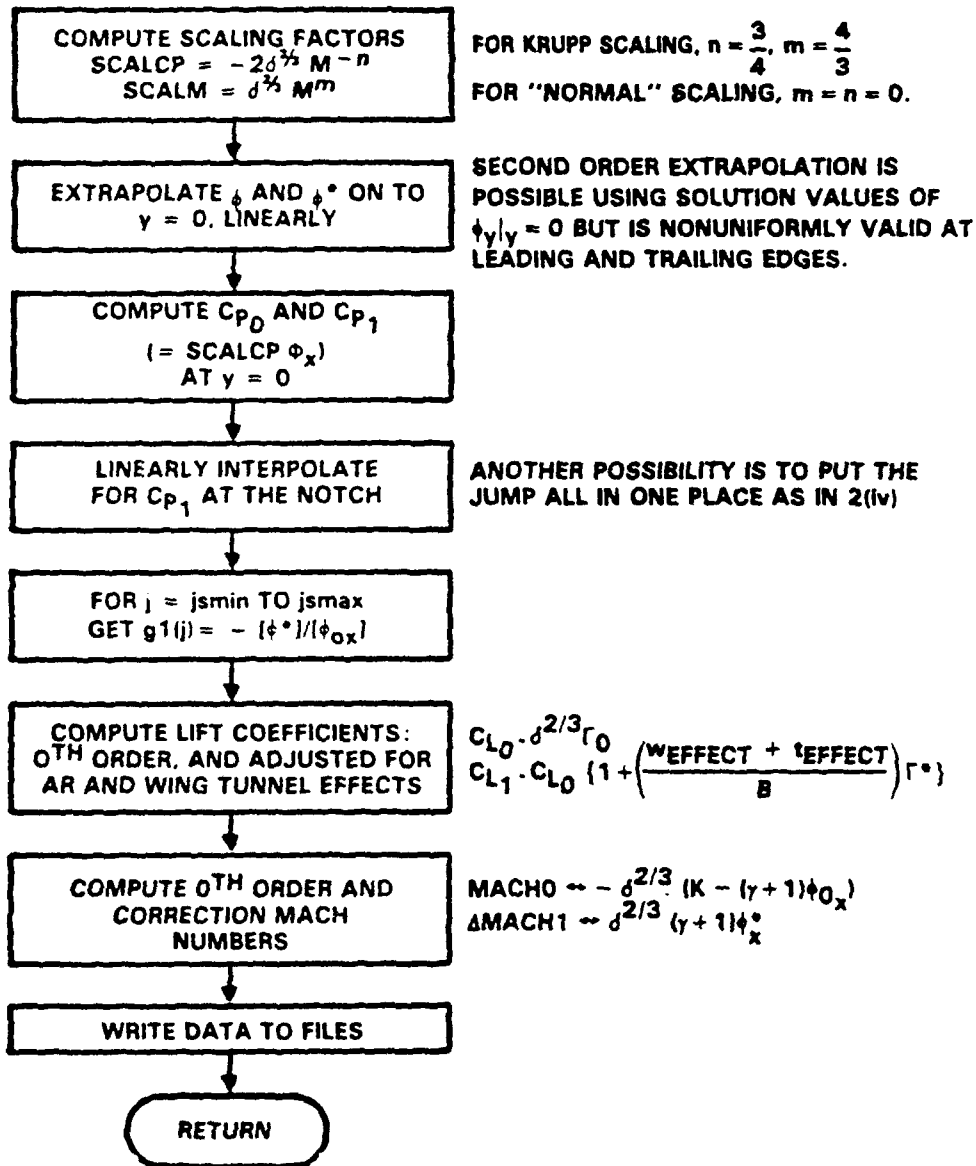 COMPUTE SCALING FACTORS
SCALCP = −2δ^⅔ M^−n
SCALM = δ^⅔ M^m
FOR KRUPP SCALING, n = 3/4, m = 4/3
FOR "NORMAL" SCALING, m = n = 0.
EXTRAPOLATE ϕ AND ϕ* ON TO
y = 0, LINEARLY
SECOND ORDER EXTRAPOLATION IS
POSSIBLE USING SOLUTION VALUES OF
ϕy|y = 0 BUT IS NONUNIFORMLY VALID AT
LEADING AND TRAILING EDGES.
COMPUTE CP0 AND CP1
(= SCALCP Φx)
AT y = 0
LINEARLY INTERPOLATE
FOR CP1 AT THE NOTCH
ANOTHER POSSIBILITY IS TO PUT THE
JUMP ALL IN ONE PLACE AS IN 2(iv)
FOR j = jsmin TO jsmax
GET g1(j) = − [ϕ*]/[ϕ0x]
COMPUTE LIFT COEFFICIENTS:
0TH ORDER, AND ADJUSTED FOR
AR AND WING TUNNEL EFFECTS
CL0 · δ^2/3 Γ0
CL1 · CL0 {1 + ((wEFFECT + tEFFECT)/B) Γ*}
COMPUTE 0TH ORDER AND
CORRECTION MACH
NUMBERS
MACH0 ↔ − δ^2/3 (K − (γ + 1)ϕ0x)
ΔMACH1 ↔ δ^2/3 (γ + 1)ϕ*x
WRITE DATA TO FILES
RETURN